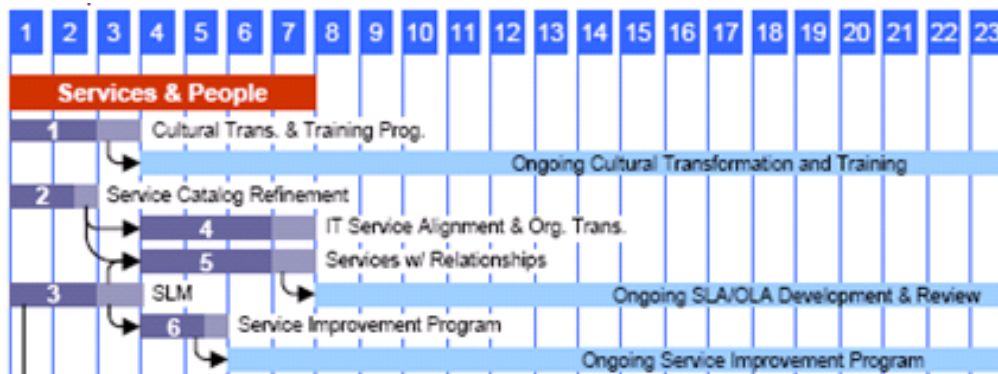 1 2 3 4 5 6 7 8 9 10 11 12 13 14 15 16 17 18 19 20 21 22 23
Services & People
1 Cultural Trans. & Training Prog.
Ongoing Cultural Transformation and Training
2 Service Catalog Refinement
4 IT Service Alignment & Org. Trans.
5 Services w/ Relationships
3 SLM
Ongoing SLA/OLA Development & Review
6 Service Improvement Program
Ongoing Service Improvement Program